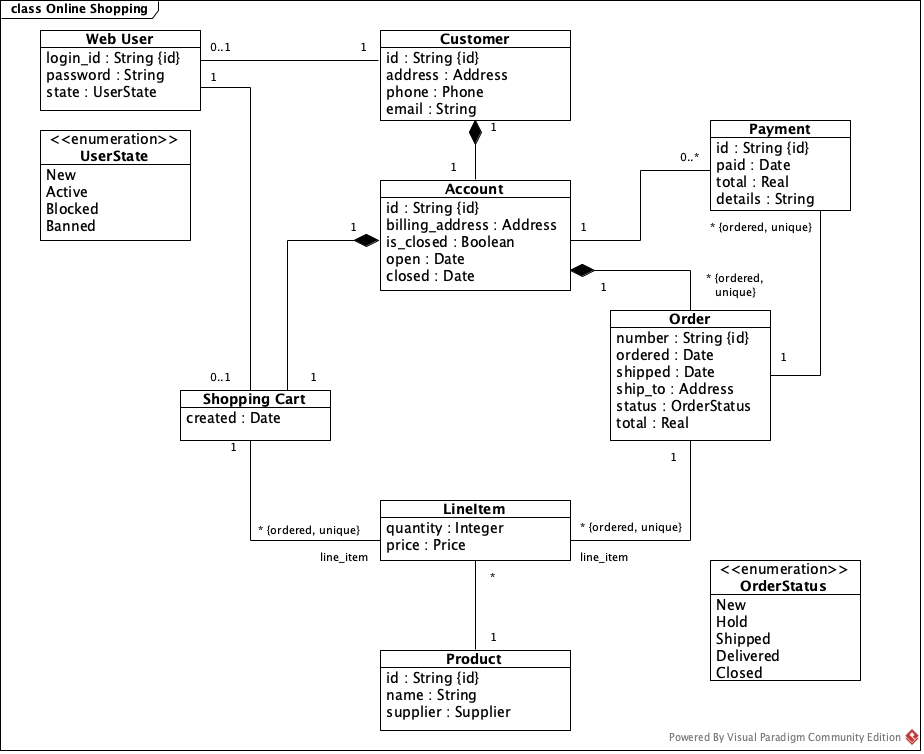 class Online Shopping
Web User
login_id : String {id}
password : String
state : UserState
0..1
1
1
Customer
id : String {id}
address : Address
phone : Phone
email : String
1
1
<<enumeration>>
UserState
New
Active
Blocked
Banned
Payment
id : String {id}
paid : Date
total : Real
details : String
0..*
Account
id : String {id}
billing_address : Address
is_closed : Boolean
open : Date
closed : Date
1
1
* {ordered, unique}
1
* {ordered,
unique}
Order
number : String {id}
ordered : Date
shipped : Date
ship_to : Address
status : OrderStatus
total : Real
1
0..1
1
Shopping Cart
created : Date
1
1
LineItem
quantity : Integer
price : Price
* {ordered, unique}
line_item
* {ordered, unique}
line_item
*
1
<<enumeration>>
OrderStatus
New
Hold
Shipped
Delivered
Closed
Product
id : String {id}
name : String
supplier : Supplier
Powered By Visual Paradigm Community Edition